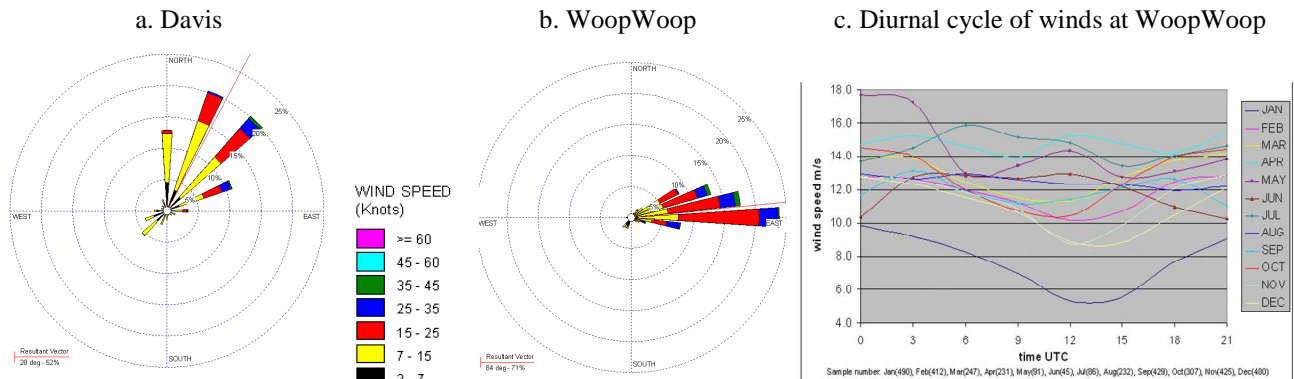 a. Davis
b. WoopWoop
c. Diurnal cycle of winds at WoopWoop
NORTH
25%
20%
15%
5%
WEST
EAST
SOUTH
Resultant Vector
28 deg - 52%
WIND SPEED
(Knots)
>= 60
45 - 60
35 - 45
25 - 35
15 - 25
7 - 15
NORTH
25%
20%
15%
10%
5%
WEST
EAST
SOUTH
Resultant Vector
84 deg - 71%
18.0
16.0
14.0
12.0
10.0
8.0
6.0
4.0
wind speed m/s
0 3 6 9 12 15 18 21
time UTC
JAN
FEB
MAR
APR
MAY
JUN
JUL
AUG
SEP
OCT
NOV
DEC
Sample number: Jan(490), Feb(412), Mar(247), Apr(231), May(91), Jun(45), Jul(86), Aug(232), Sep(429), Oct(307), Nov(425), Dec(480)